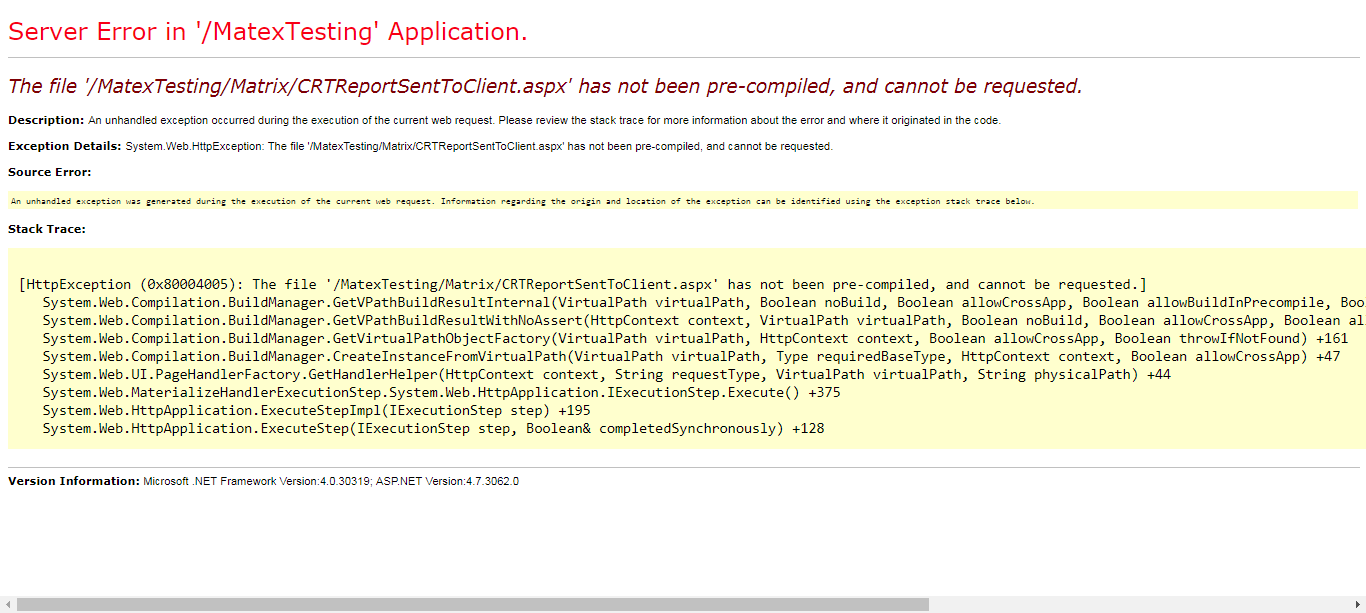 Server Error in '/MatexTesting' Application.
The file '/MatexTesting/Matrix/CRTReportSentToClient.aspx' has not been pre-compiled, and cannot be requested.
Description: An unhandled exception occurred during the execution of the current web request. Please review the stack trace for more information about the error and where it originated in the code.
Exception Details: System.Web.HttpException: The file '/MatexTesting/Matrix/CRTReportSentToClient.aspx' has not been pre-compiled, and cannot be requested.
Source Error:
An unhandled exception was generated during the execution of the current web request. Information regarding the origin and location of the exception can be identified using the exception stack trace below.
Stack Trace:
[HttpException (0x80004005): The file '/MatexTesting/Matrix/CRTReportSentToClient.aspx' has not been pre-compiled, and cannot be requested.]
System.Web.Compilation.BuildManager.GetVPathBuildResultInternal(VirtualPath virtualPath, Boolean noBuild, Boolean allowCrossApp, Boolean allowBuildInPrecompile, Boo
System.Web.Compilation.BuildManager.GetVPathBuildResultWithNoAssert(HttpContext context, VirtualPath virtualPath, Boolean noBuild, Boolean allowCrossApp, Boolean al
System.Web.Compilation.BuildManager.GetVirtualPathObjectFactory(VirtualPath virtualPath, HttpContext context, Boolean allowCrossApp, Boolean throwIfNotFound) +161
System.Web.Compilation.BuildManager.CreateInstanceFromVirtualPath(VirtualPath virtualPath, Type requiredBaseType, HttpContext context, Boolean allowCrossApp) +47
System.Web.UI.PageHandlerFactory.GetHandlerHelper(HttpContext context, String requestType, VirtualPath virtualPath, String physicalPath) +44
System.Web.MaterializeHandlerExecutionStep.System.Web.HttpApplication.IExecutionStep.Execute() +375
System.Web.HttpApplication.ExecuteStepImpl(IExecutionStep step) +195
System.Web.HttpApplication.ExecuteStep(IExecutionStep step, Boolean& completedSynchronously) +128
Version Information: Microsoft .NET Framework Version:4.0.30319; ASP.NET Version:4.7.3062.0